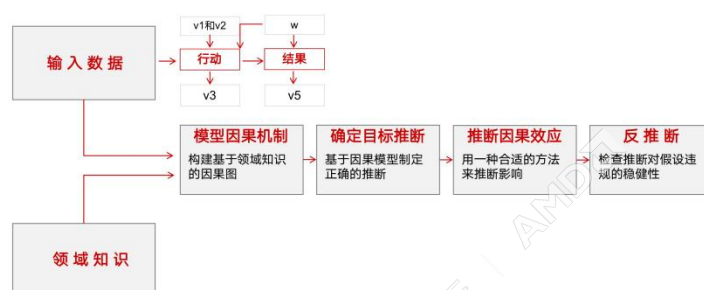 v1和v2
w
输入数据
行动
结果
v3
v5
模型因果机制
构建基于领域知识
的因果图
确定目标推断
基于因果模型制定
正确的推断
推断因果效应
用一种合适的方法
来推断影响
反推断
检查推断对假设违
规的稳健性
领域知识
AMDT